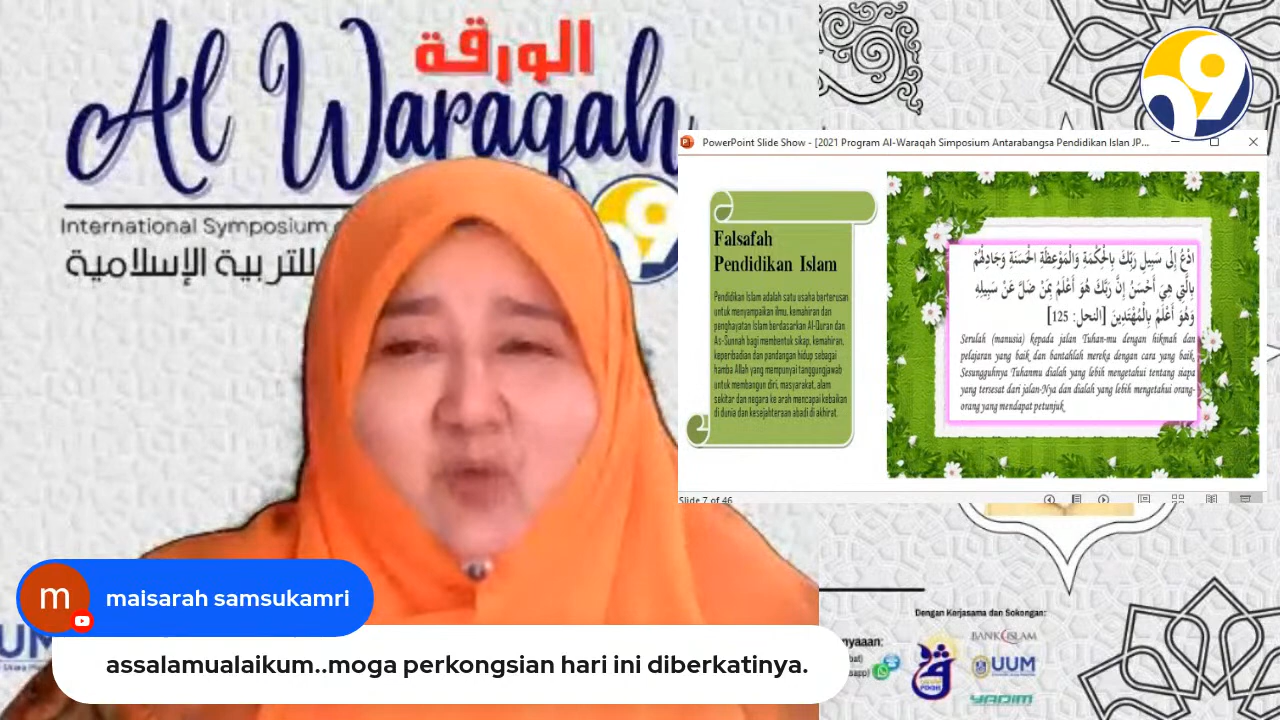 الورقة
Al Waraqah
International Symposium
للتربية الإسلامية
PowerPoint Slide Show - [2021 Program Al-Waraqah Simposium Antarabangsa Pendidikan Islan JP...
Falsafah
Pendidikan Islam
Pendidikan Islam adalah satu usaha berterusan
untuk menyampaikan ilmu, kemahiran dan
penghayatan Islam berdasarkan Al-Quran dan
As-Sunnah bagi membentuk sikap, kemahiran,
keperibadian dan pandangan hidup sebagai
hamba Allah yang mempunyai tanggungjawab
untuk membangun diri, masyarakat, alam
sekitar dan negara ke arah mencapai kebaikan
di dunia dan kesejahteraan abadi di akhirat.
ادْعُ إِلَى سَبِيلِ رَبِّكَ بِالْحِكْمَةِ وَالْمَوْعِظَةِ الْحَسَنَةِ وَجَادِلْهُمْ
بِالَّتِي هِيَ أَحْسَنُ إِنَّ رَبَّكَ هُوَ أَعْلَمُ بِمَنْ ضَلَّ عَنْ سَبِيلِهِ
وَهُوَ أَعْلَمُ بِالْمُهْتَدِينَ [النحل: 125]
Serulah (manusia) kepada jalan Tuhan-mu dengan hikmah dan
pelajaran yang baik dan bantahlah mereka dengan cara yang baik.
Sesungguhnya Tuhanmu dialah yang lebih mengetahui tentang siapa
yang tersesat dari jalan-Nya dan dialah yang lebih mengetahui orang-
orang yang mendapat petunjuk
Slide 7 of 46
m
maisarah samsukamri
assalamualaikum..moga perkongsian hari ini diberkatinya.
Dengan Kerjasama dan Sokongan:
BANK ISLAM
UUM
YADIM